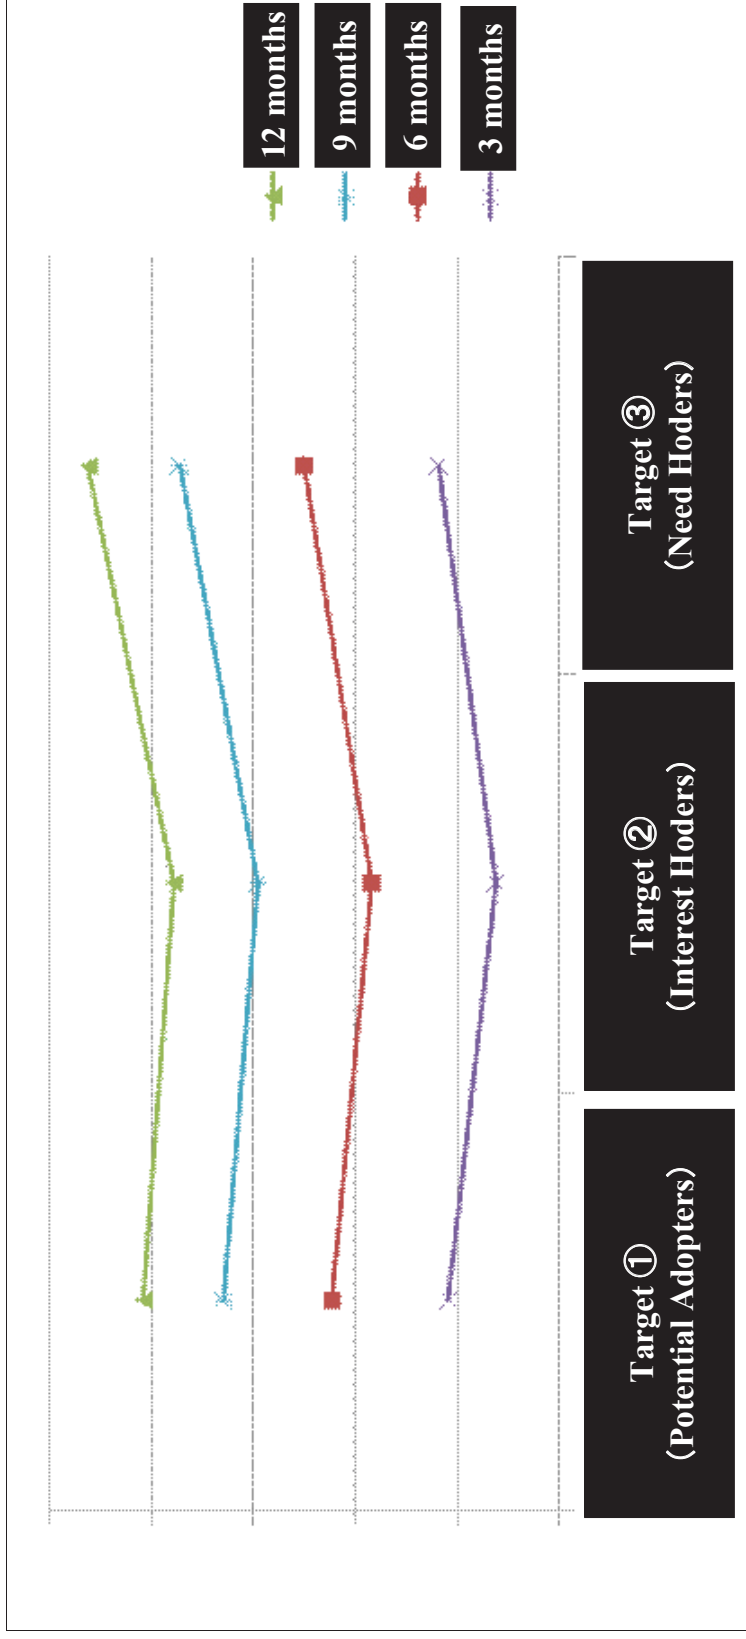 12 months
9 months
6 months
3 months
Target ①
(Potential Adopters)
Target ②
(Interest Hoders)
Target ③
(Need Hoders)